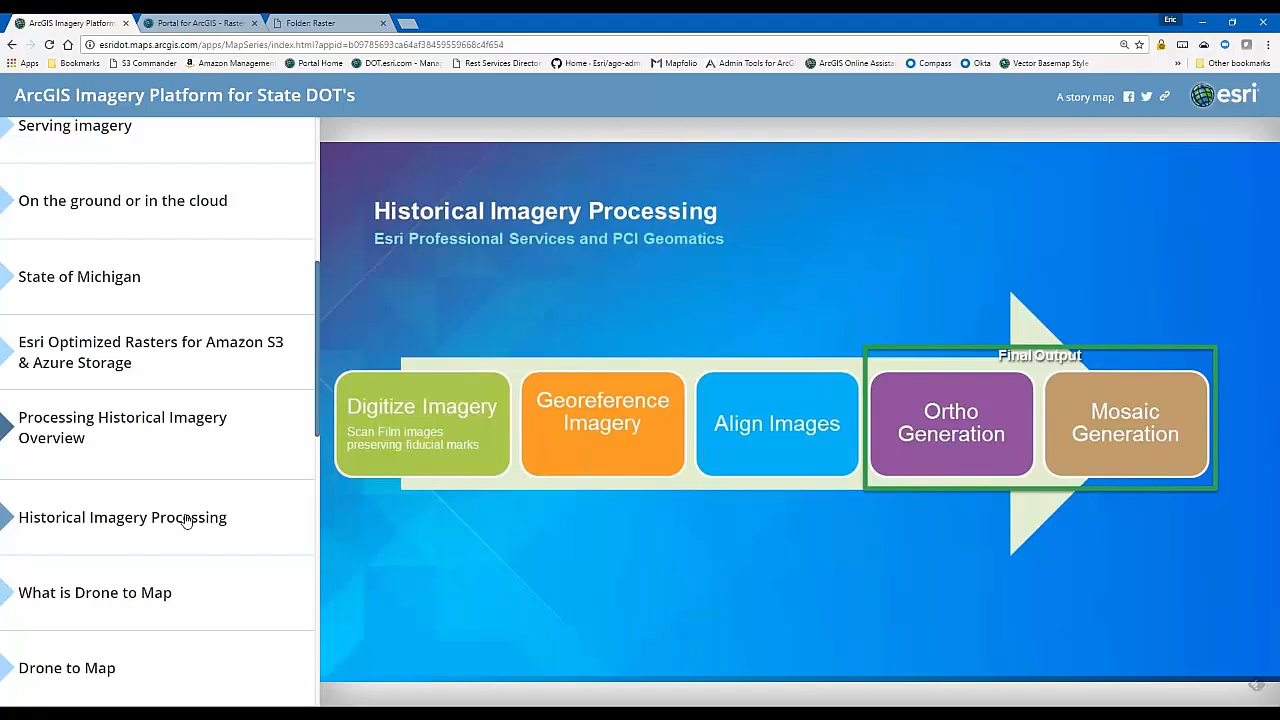 ArcGIS Imagery Platform
Portal for ArcGIS - Raste
Folder: Raster
Eric
esridot.maps.arcgis.com/apps/MapSeries/index.html?appid=b09785693ca64af38459559668c4f654
Apps
Bookmarks
S3 Commander
Amazon Managemen
Portal Home
DOT.esri.com - Mana
Rest Services Director
Home · Esri/ago-admi
Mapfolio
Admin Tools for ArcG
ArcGIS Online Assista
Compass
Okta
Vector Basemap Style
»
Other bookmarks
ArcGIS Imagery Platform for State DOT's
A story map
esri
Serving imagery
On the ground or in the cloud
State of Michigan
Esri Optimized Rasters for Amazon S3
& Azure Storage
Processing Historical Imagery
Overview
Historical Imagery Processing
What is Drone to Map
Drone to Map
Historical Imagery Processing
Esri Professional Services and PCI Geomatics
Final Output
Digitize Imagery
Scan Film images
preserving fiducial marks
Georeference
Imagery
Align Images
Ortho
Generation
Mosaic
Generation